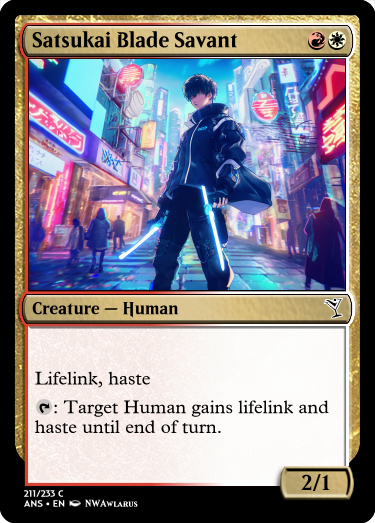 Satsukai Blade Savant
Creature — Human
Lifelink, haste
: Target Human gains lifelink and
haste until end of turn.
2/1
211/233 C
ANS • EN NWAwlarus